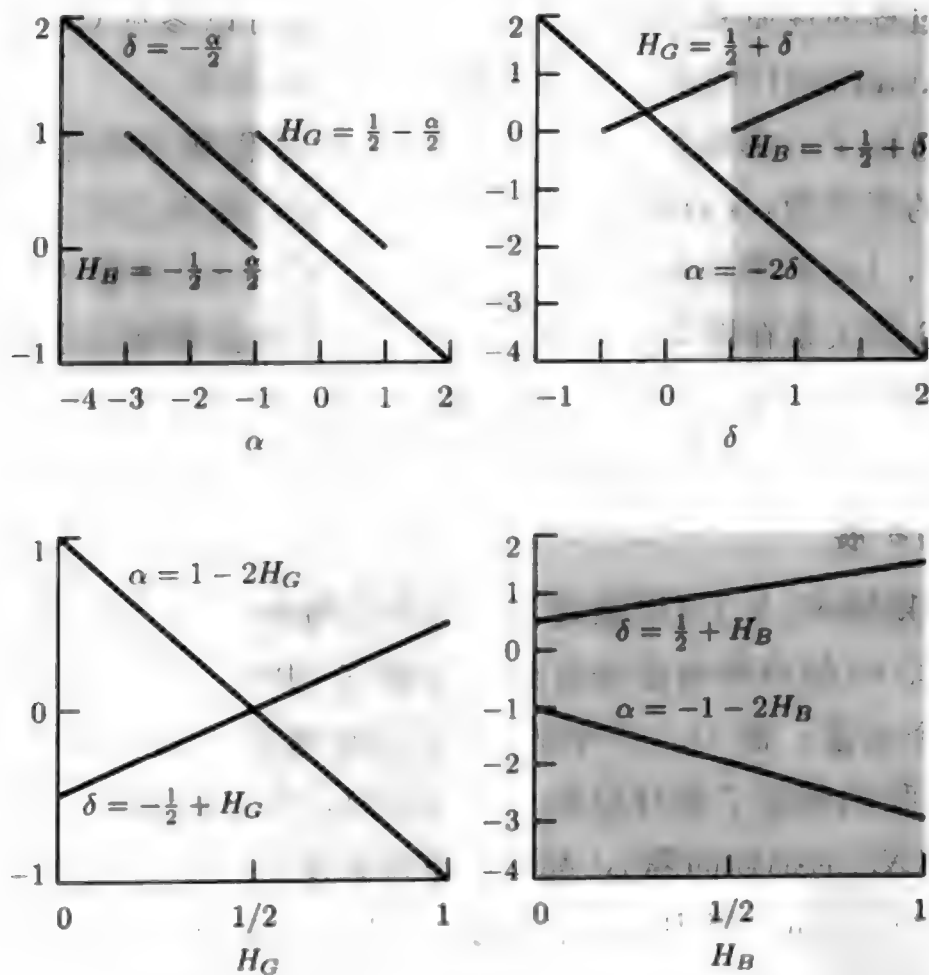 2
1
0
−1
δ = −α/2
H_G = 1/2 − α/2
H_B = −1/2 − α/2
−4 −3 −2 −1 0 1 2
α
2
1
0
−1
−2
−3
−4
H_G = 1/2 + δ
H_B = −1/2 + δ
α = −2δ
−1 0 1 2
δ
1
0
−1
α = 1 − 2H_G
δ = −1/2 + H_G
0 1/2 1
H_G
2
1
0
−1
−2
−3
−4
δ = 1/2 + H_B
α = −1 − 2H_B
0 1/2 1
H_B